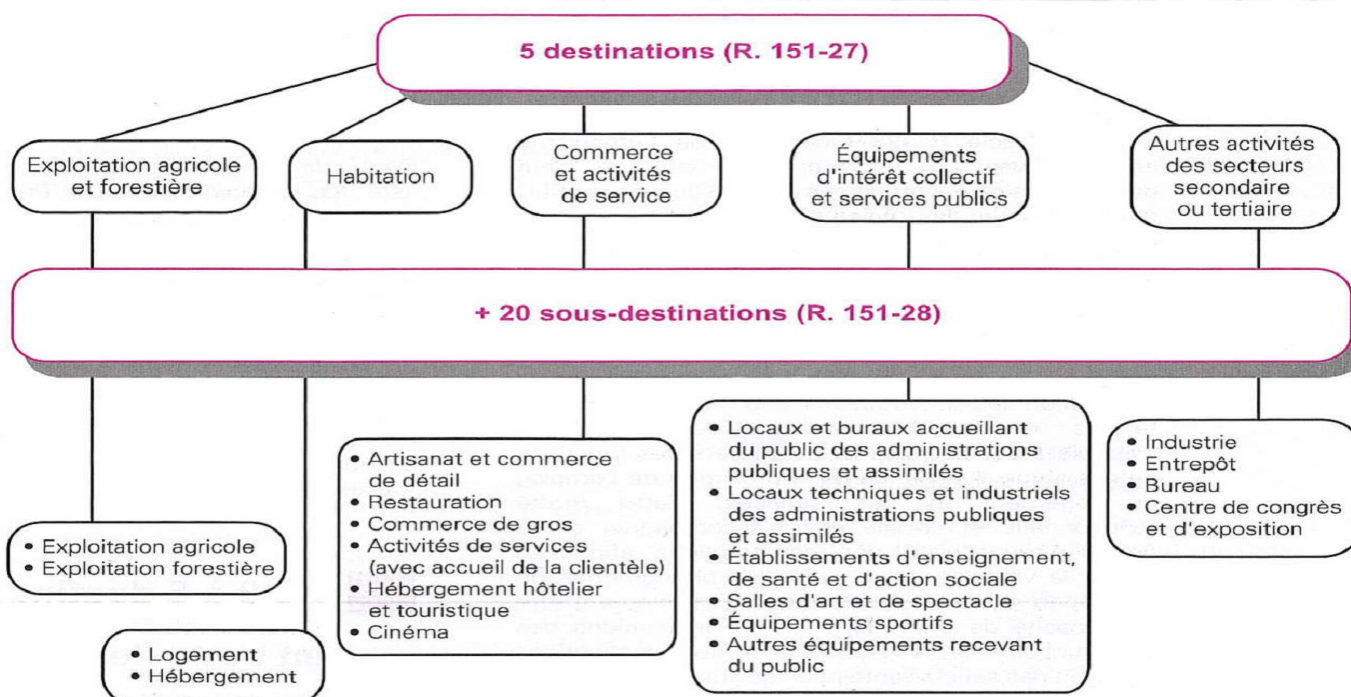 5 destinations (R. 151-27)
Exploitation agricole
et forestière
Habitation
Commerce
et activités
de service
Équipements
d'intérêt collectif
et services publics
Autres activités
des secteurs
secondaire
ou tertiaire
+ 20 sous-destinations (R. 151-28)
• Exploitation agricole
• Exploitation forestière
• Logement
• Hébergement
• Artisanat et commerce
de détail
• Restauration
• Commerce de gros
• Activités de services
(avec accueil de la clientèle)
• Hébergement hôtelier
et touristique
• Cinéma
• Locaux et buraux accueillant
du public des administrations
publiques et assimilés
• Locaux techniques et industriels
des administrations publiques
et assimilés
• Établissements d'enseignement,
de santé et d'action sociale
• Salles d'art et de spectacle
• Équipements sportifs
• Autres équipements recevant
du public
• Industrie
• Entrepôt
• Bureau
• Centre de congrès
et d'exposition